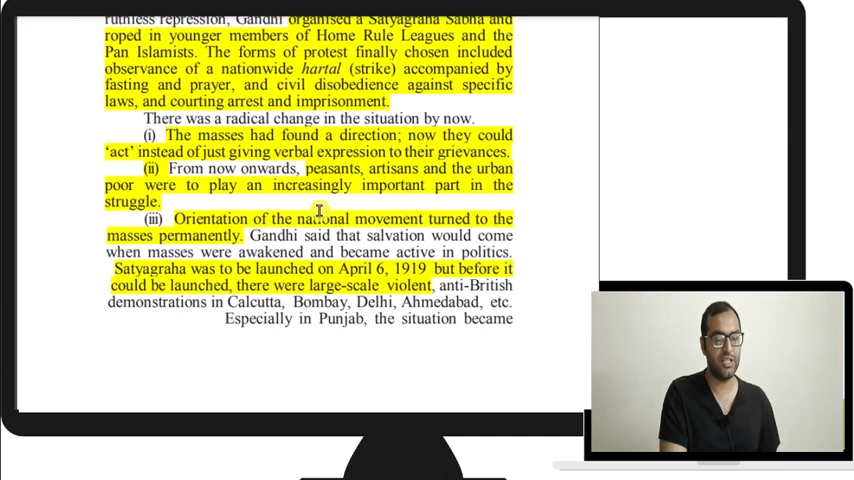 ruthless repression, Gandhi organised a Satyagraha Sabha and
roped in younger members of Home Rule Leagues and the
Pan Islamists. The forms of protest finally chosen included
observance of a nationwide hartal (strike) accompanied by
fasting and prayer, and civil disobedience against specific
laws, and courting arrest and imprisonment.
There was a radical change in the situation by now.
(i) The masses had found a direction; now they could
‘act’ instead of just giving verbal expression to their grievances.
(ii) From now onwards, peasants, artisans and the urban
poor were to play an increasingly important part in the
struggle.
(iii) Orientation of the national movement turned to the
masses permanently. Gandhi said that salvation would come
when masses were awakened and became active in politics.
Satyagraha was to be launched on April 6, 1919 but before it
could be launched, there were large-scale violent, anti-British
demonstrations in Calcutta, Bombay, Delhi, Ahmedabad, etc.
Especially in Punjab, the situation became